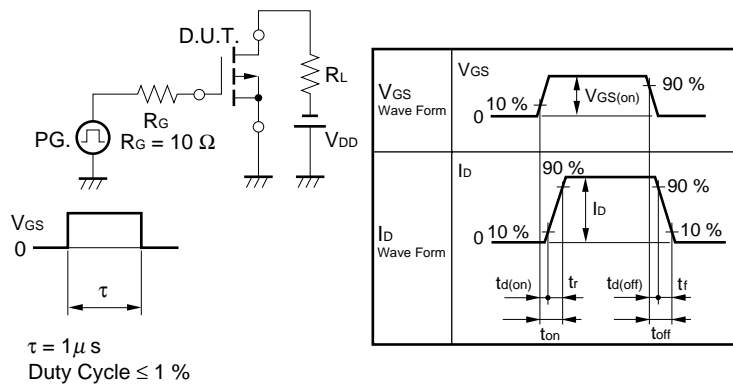 D.U.T.
RL
RG
PG.
RG = 10 Ω
VDD
VGS
0
τ
τ = 1μ s
Duty Cycle ≤ 1 %
VGS
Wave Form
VGS
10 %
0
VGS(on)
90 %
ID
Wave Form
ID
90 %
90 %
ID
0 10 %
10 %
td(on)
tr
td(off)
tf
ton
toff